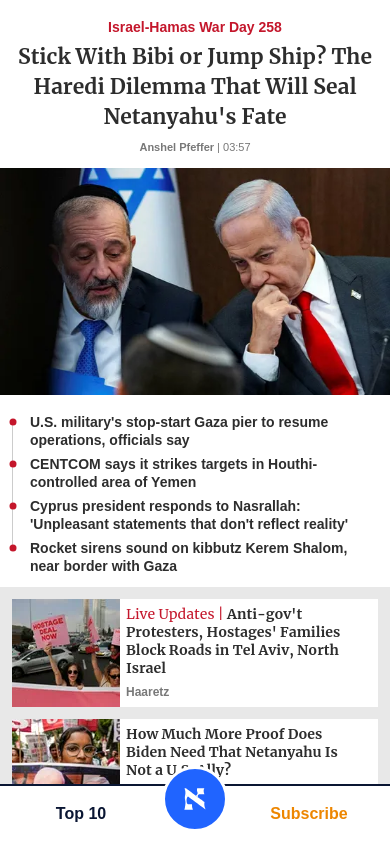 Israel-Hamas War Day 258
Stick With Bibi or Jump Ship? The
Haredi Dilemma That Will Seal
Netanyahu's Fate
Anshel Pfeffer | 03:57
U.S. military's stop-start Gaza pier to resume
operations, officials say
CENTCOM says it strikes targets in Houthi-
controlled area of Yemen
Cyprus president responds to Nasrallah:
'Unpleasant statements that don't reflect reality'
Rocket sirens sound on kibbutz Kerem Shalom,
near border with Gaza
HOSTAGE
DEAL
NOW
Live Updates | Anti-gov't
Protesters, Hostages' Families
Block Roads in Tel Aviv, North
Israel
Haaretz
How Much More Proof Does
Biden Need That Netanyahu Is
Not a U.S. Ally?
Top 10
Subscribe